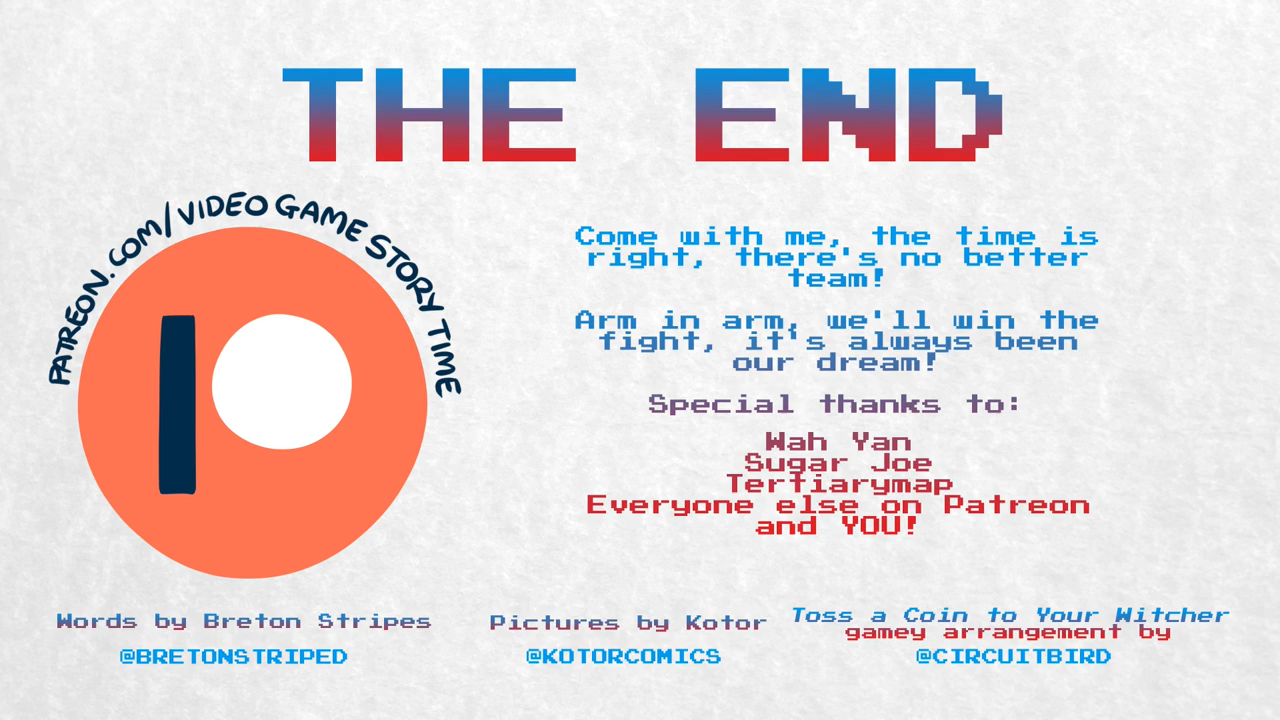 THE END
PATREON.COM/VIDEO GAME STORY TIME
Come with me, the time is
right, there's no better
team!
Arm in arm, we'll win the
fight, it's always been
our dream!
Special thanks to:
Wah Yan
Sugar Joe
Tertiarymap
Everyone else on Patreon
and YOU!
Words by Breton Stripes
@BRETONSTRIPED
Pictures by Kotor
@KOTORCOMICS
Toss a Coin to Your Witcher
gamey arrangement by
@CIRCUITBIRD